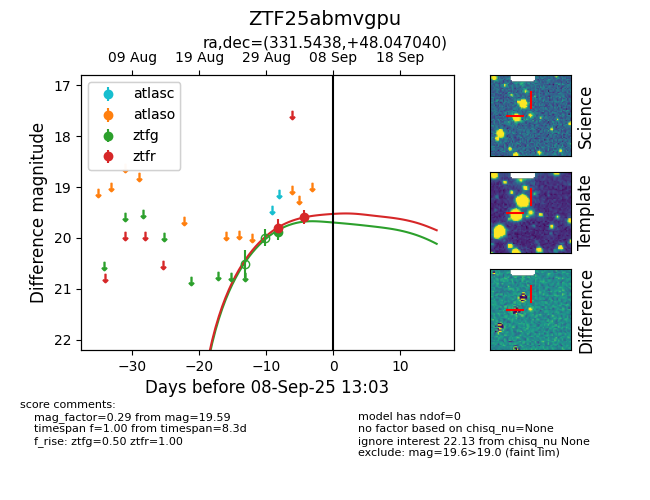 ZTF25abmvgpu
ra,dec=(331.5438,+48.047040)
09 Aug 19 Aug 29 Aug 08 Sep 18 Sep
17
18
19
20
21
22
Difference magnitude
atlasc
atlaso
ztfg
ztfr
−30 −20 −10 0 10
Days before 08-Sep-25 13:03
Science
Template
Difference
score comments:
mag_factor=0.29 from mag=19.59
timespan f=1.00 from timespan=8.3d
f_rise: ztfg=0.50 ztfr=1.00
model has ndof=0
no factor based on chisq_nu=None
ignore interest 22.13 from chisq_nu None
exclude: mag=19.6>19.0 (faint lim)